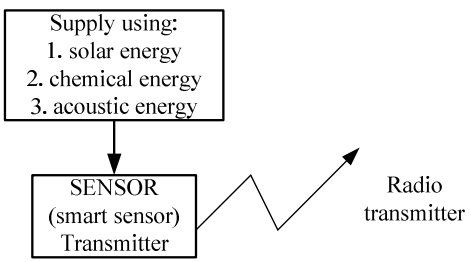 Supply using:
1. solar energy
2. chemical energy
3. acoustic energy
SENSOR
(smart sensor)
Transmitter
Radio
transmitter